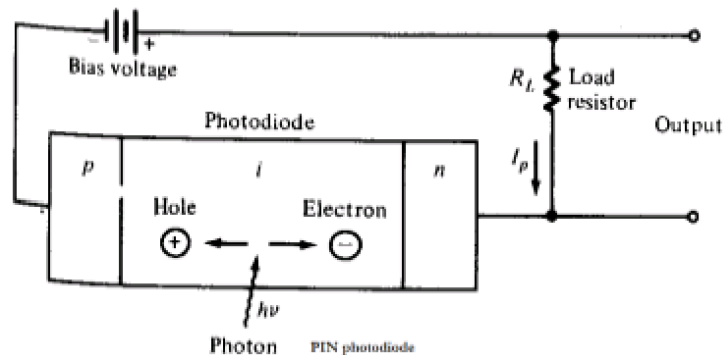 − +
Bias voltage
R_L Load
resistor
Photodiode
Output
p i n
I_p
Hole Electron
+ −
hν
Photon PIN photodiode